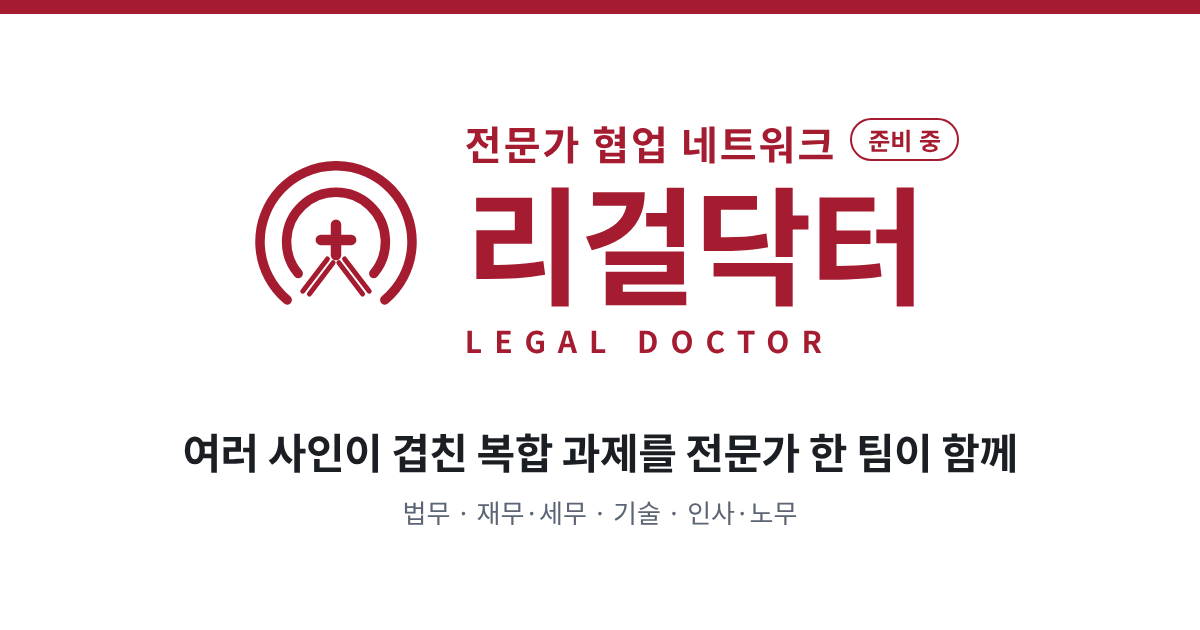 전문가 협업 네트워크 준비 중
리걸닥터
LEGAL DOCTOR
여러 사인이 겹친 복합 과제를 전문가 한 팀이 함께
법무 · 재무·세무 · 기술 · 인사·노무